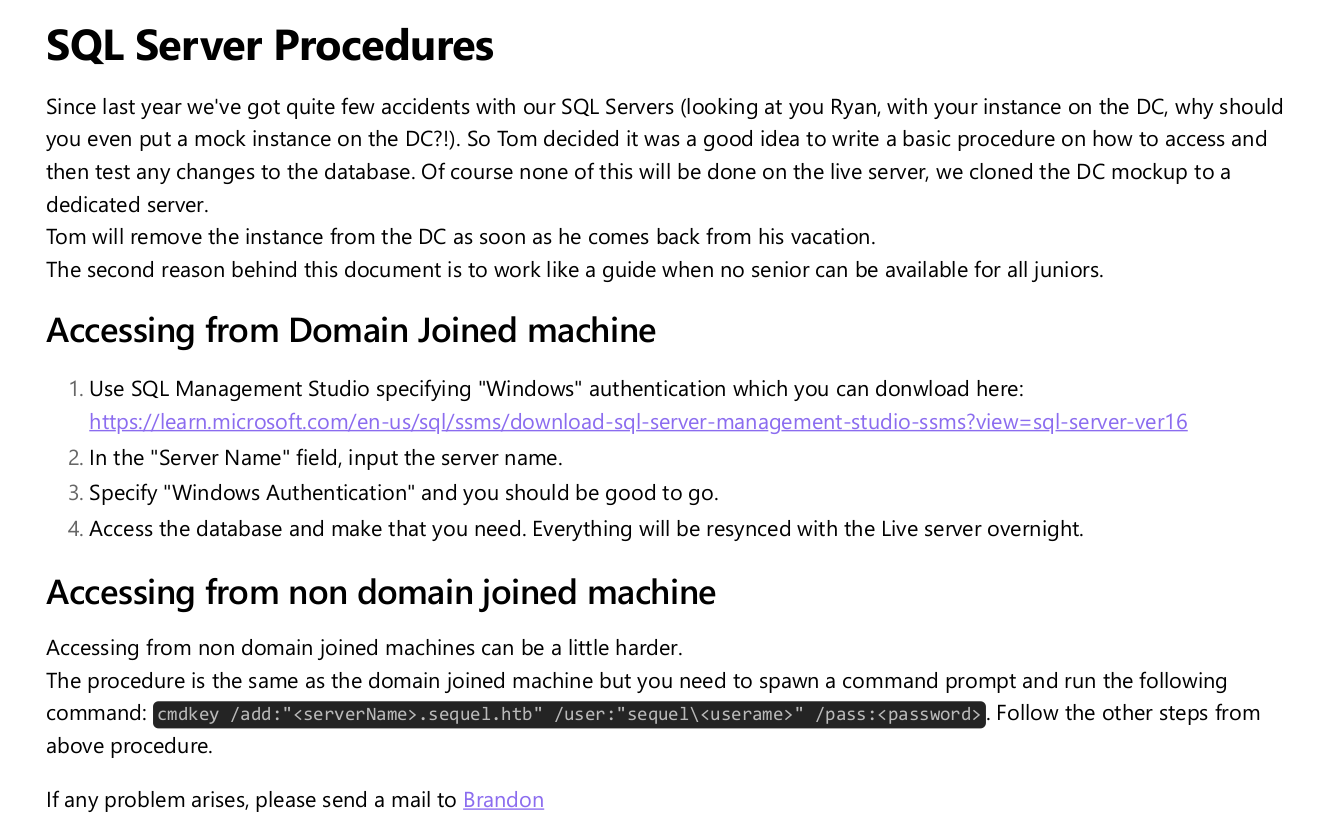 SQL Server Procedures
Since last year we've got quite few accidents with our SQL Servers (looking at you Ryan, with your instance on the DC, why should
you even put a mock instance on the DC?!). So Tom decided it was a good idea to write a basic procedure on how to access and
then test any changes to the database. Of course none of this will be done on the live server, we cloned the DC mockup to a
dedicated server.
Tom will remove the instance from the DC as soon as he comes back from his vacation.
The second reason behind this document is to work like a guide when no senior can be available for all juniors.
Accessing from Domain Joined machine
1. Use SQL Management Studio specifying "Windows" authentication which you can donwload here:
https://learn.microsoft.com/en-us/sql/ssms/download-sql-server-management-studio-ssms?view=sql-server-ver16
2. In the "Server Name" field, input the server name.
3. Specify "Windows Authentication" and you should be good to go.
4. Access the database and make that you need. Everything will be resynced with the Live server overnight.
Accessing from non domain joined machine
Accessing from non domain joined machines can be a little harder.
The procedure is the same as the domain joined machine but you need to spawn a command prompt and run the following
command: cmdkey /add:"<serverName>.sequel.htb" /user:"sequel\<userame>" /pass:<password>. Follow the other steps from
above procedure.
If any problem arises, please send a mail to Brandon